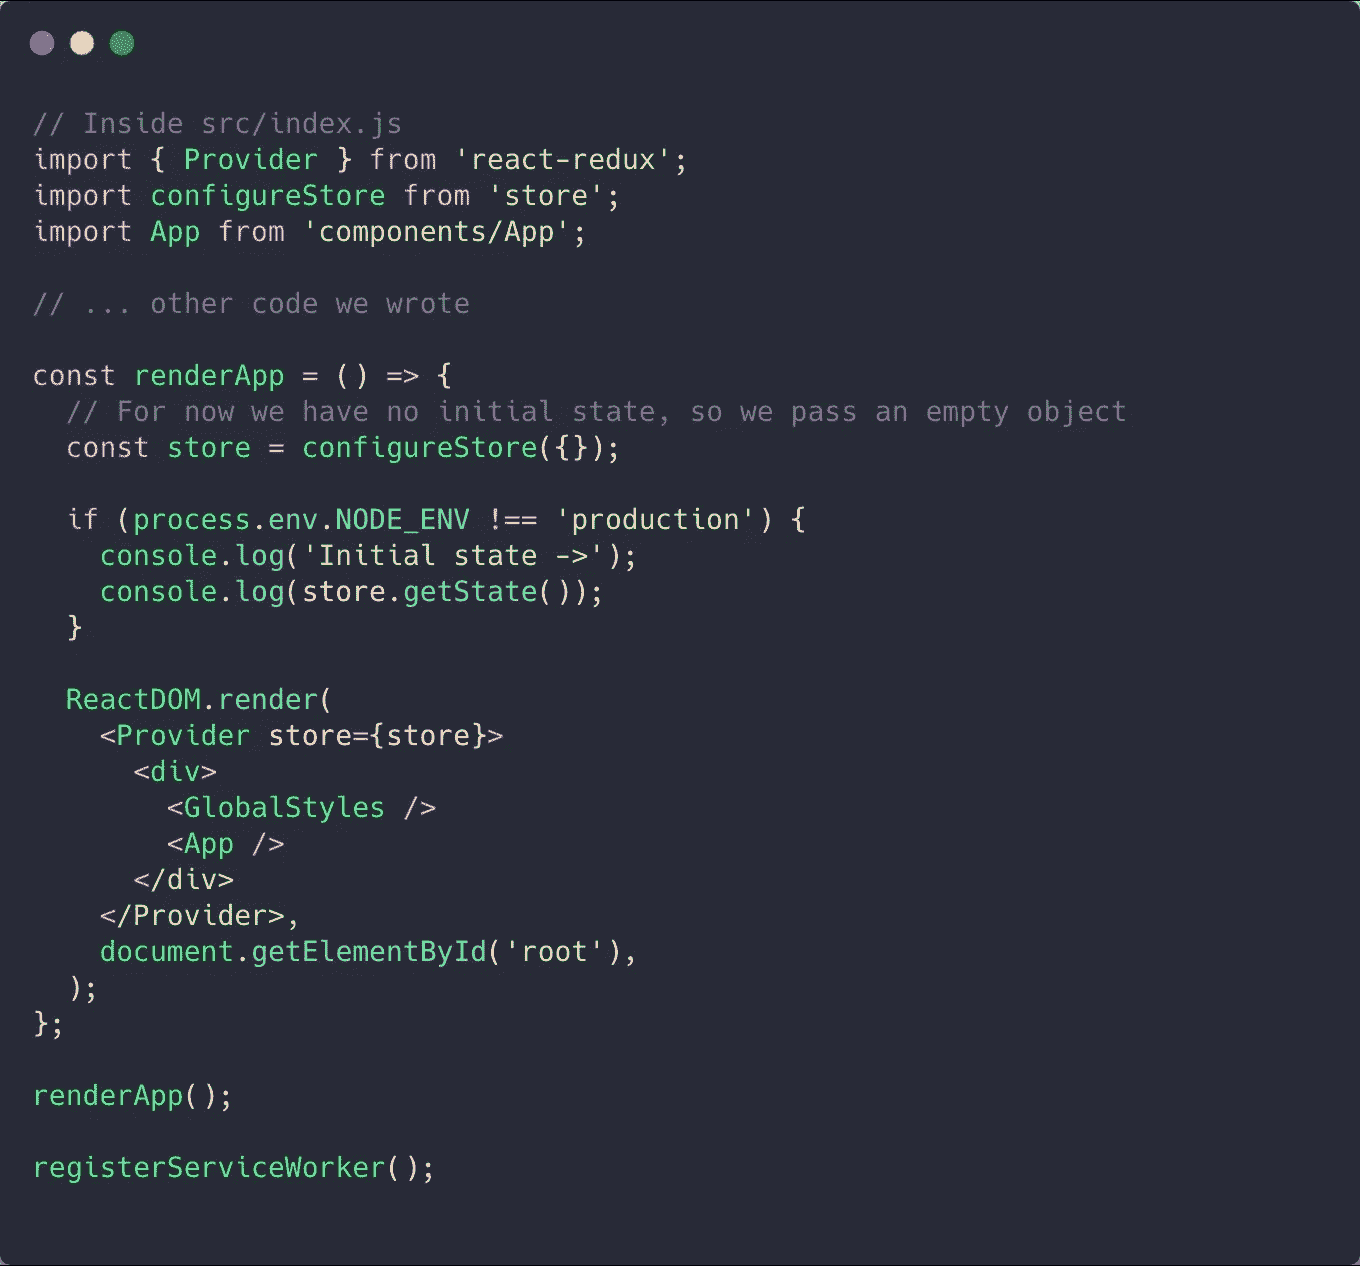 // Inside src/index.js
import { Provider } from 'react-redux';
import configureStore from 'store';
import App from 'components/App';
// ... other code we wrote
const renderApp = () => {
// For now we have no initial state, so we pass an empty object
const store = configureStore({});
if (process.env.NODE_ENV !== 'production') {
console.log('Initial state ->');
console.log(store.getState());
}
ReactDOM.render(
<Provider store={store}>
<div>
<GlobalStyles />
<App />
</div>
</Provider>,
document.getElementById('root'),
);
};
renderApp();
registerServiceWorker();